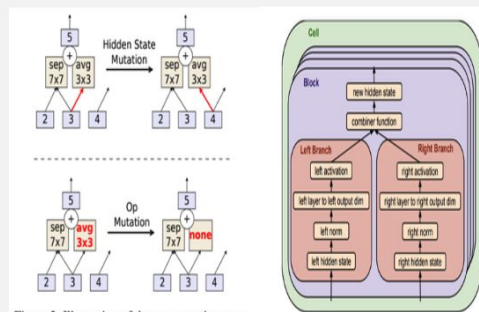 5
+
sep
7x7
avg
3x3
2
3
4
Hidden State
Mutation
5
+
sep
7x7
avg
3x3
2
3
4
5
+
sep
7x7
avg
3x3
2
3
4
Op
Mutation
5
+
sep
7x7
none
2
3
4
Cell
Block
new hidden state
combiner function
Left Branch
left activation
left layer to left output dim
left norm
left hidden state
Right Branch
right activation
right layer to right output dim
right norm
right hidden state